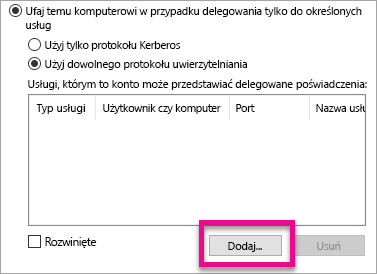 Ufaj temu komputerowi w przypadku delegowania tylko do określonych
usług
Użyj tylko protokołu Kerberos
Użyj dowolnego protokołu uwierzytelniania
Usługi, którym to konto może przedstawiać delegowane poświadczenia:
Typ usługi Użytkownik czy komputer Port Nazwa usłu
Rozwinięte Dodaj... Usuń